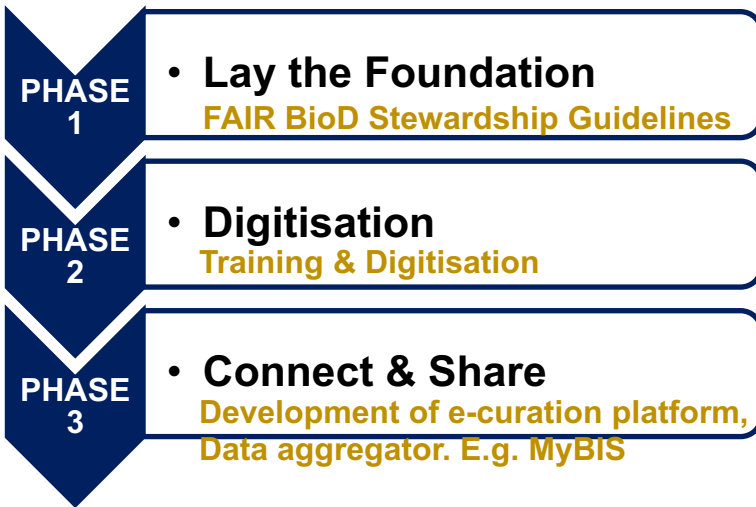 PHASE
1
• Lay the Foundation
FAIR BioD Stewardship Guidelines
PHASE
2
• Digitisation
Training & Digitisation
PHASE
3
• Connect & Share
Development of e-curation platform,
Data aggregator. E.g. MyBIS